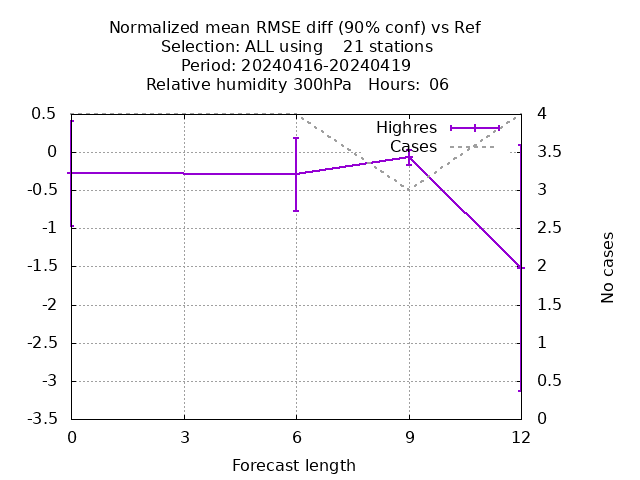 Normalized mean RMSE diff (90% conf) vs Ref
Selection: ALL using    21 stations
Period: 20240416-20240419
Relative humidity 300hPa   Hours:  06
Highres
Cases
0.5
0
-0.5
-1
-1.5
-2
-2.5
-3
-3.5
4
3.5
3
2.5
2
1.5
1
0.5
0
No cases
0 3 6 9 12
Forecast length